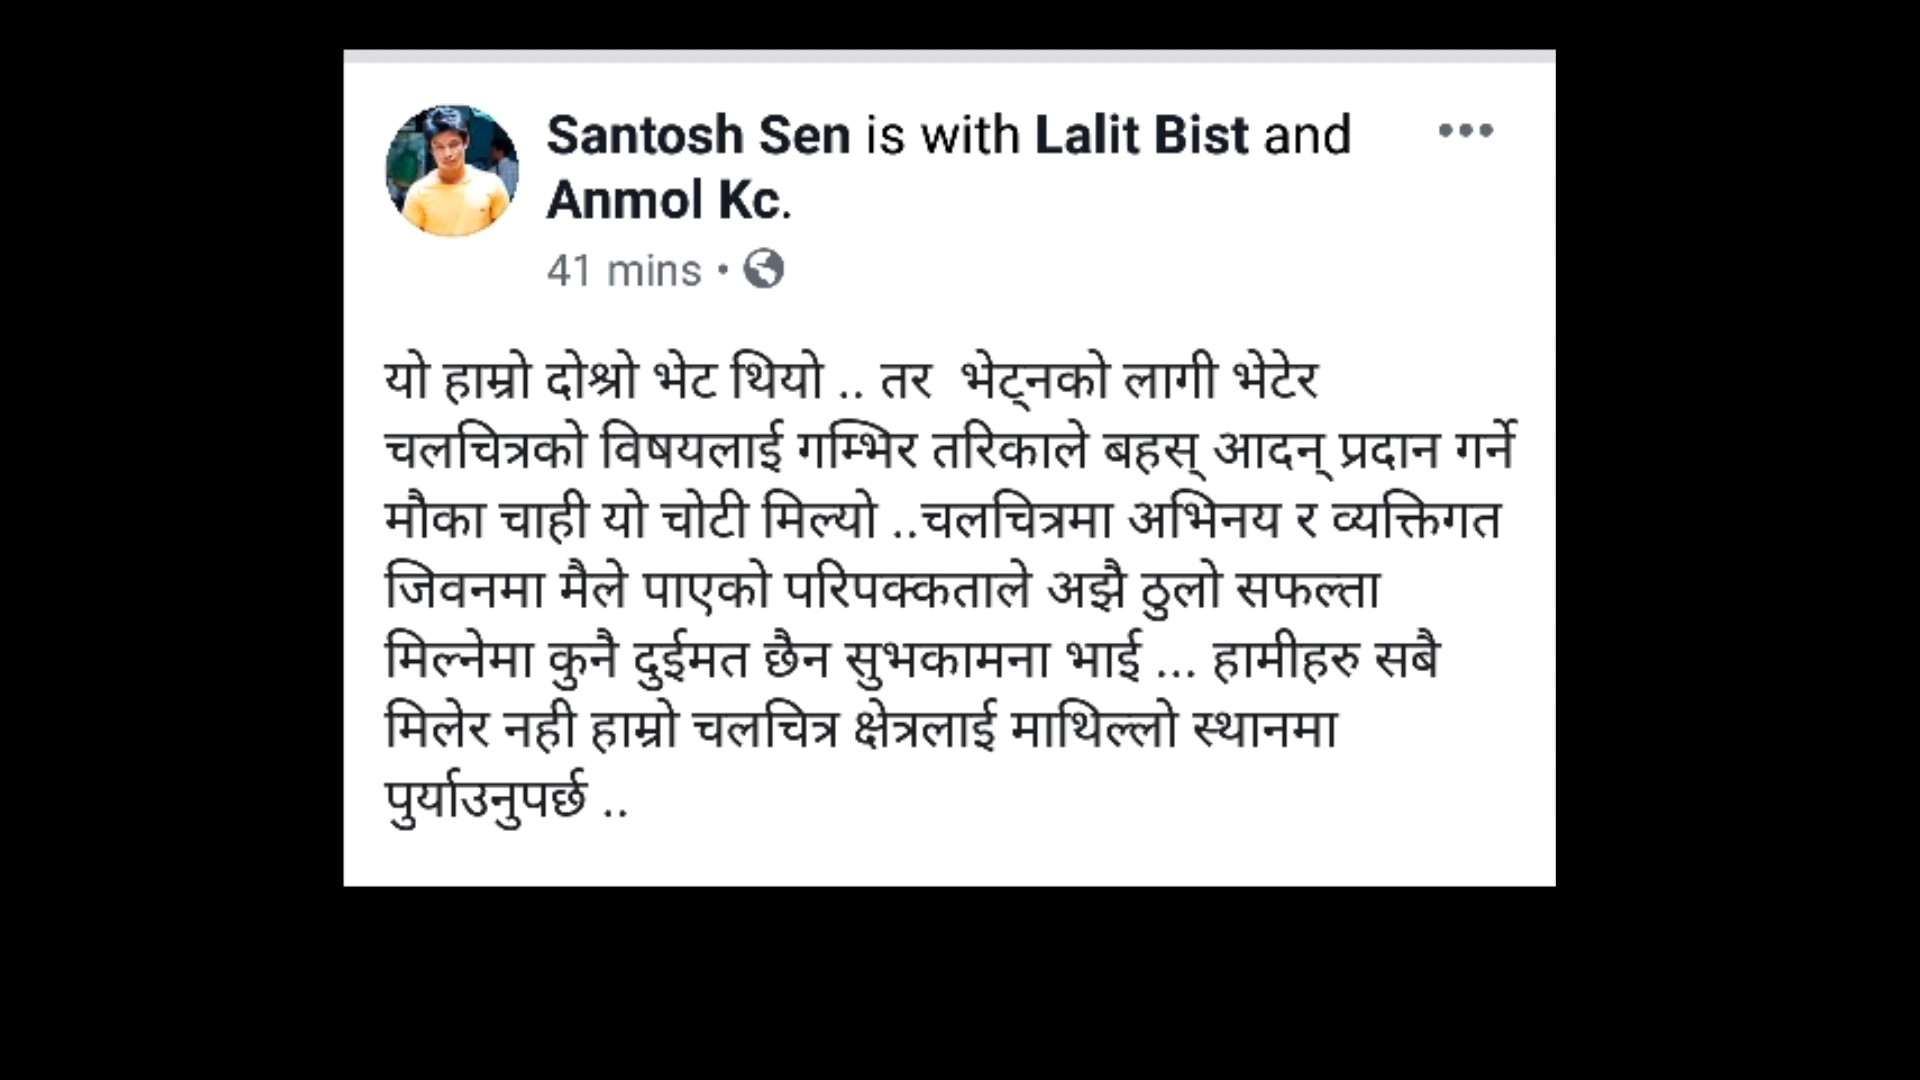 Santosh Sen is with Lalit Bist and
Anmol Kc.
41 mins •
यो हाम्रो दोश्रो भेट थियो .. तर  भेट्नको लागी भेटेर
चलचित्रको विषयलाई गम्भिर तरिकाले बहस् आदन् प्रदान गर्ने
मौका चाही यो चोटी मिल्यो ..चलचित्रमा अभिनय र व्यक्तिगत
जिवनमा मैले पाएको परिपक्कताले अझै ठुलो सफल्ता
मिल्नेमा कुनै दुईमत छैन सुभकामना भाई ... हामीहरु सबै
मिलेर नही हाम्रो चलचित्र क्षेत्रलाई माथिल्लो स्थानमा
पुर्याउनुपर्छ ..